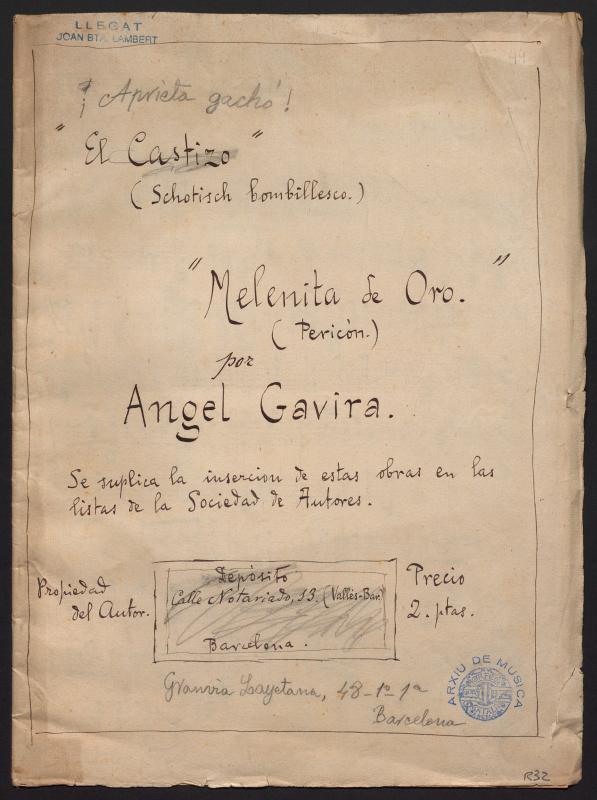 LLEGAT
JOAN BTA. LAMBERT
¡Aprieta gachó!
"El Castizo"
(Schotisch bombillesco.)
"Melenita de Oro."
(Pericón.)
por
Angel Gavira.
Se suplica la insercion de estas obras en las
listas de la Sociedad de Autores.
Propiedad
del Autor.
Depósito
Calle Notariado, 13. (Vallés-Bar.)
Barcelona.
Precio
2. ptas.
Granvia Layetana, 48-1º-1ª
Barcelona
ARXIU DE MUSICA
R32